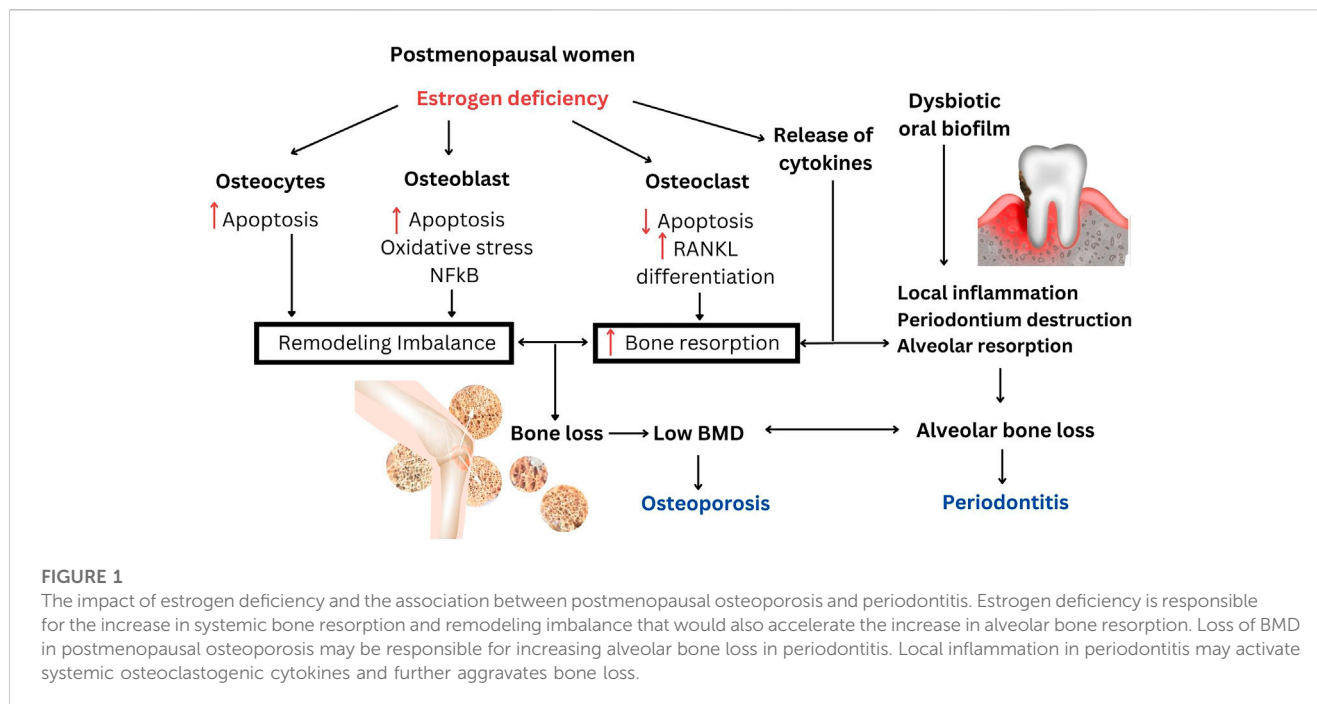 Postmenopausal women
Estrogen deficiency
Dysbiotic
oral biofilm
Release of
cytokines
Osteocytes
↑ Apoptosis
Osteoblast
↑ Apoptosis
Oxidative stress
NFkB
Osteoclast
↓ Apoptosis
↑ RANKL
differentiation
Local inflammation
Periodontium destruction
Alveolar resorption
Remodeling Imbalance
↑ Bone resorption
Bone loss
Low BMD
Alveolar bone loss
Osteoporosis
Periodontitis
FIGURE 1
The impact of estrogen deficiency and the association between postmenopausal osteoporosis and periodontitis. Estrogen deficiency is responsible
for the increase in systemic bone resorption and remodeling imbalance that would also accelerate the increase in alveolar bone resorption. Loss of BMD
in postmenopausal osteoporosis may be responsible for increasing alveolar bone loss in periodontitis. Local inflammation in periodontitis may activate
systemic osteoclastogenic cytokines and further aggravates bone loss.